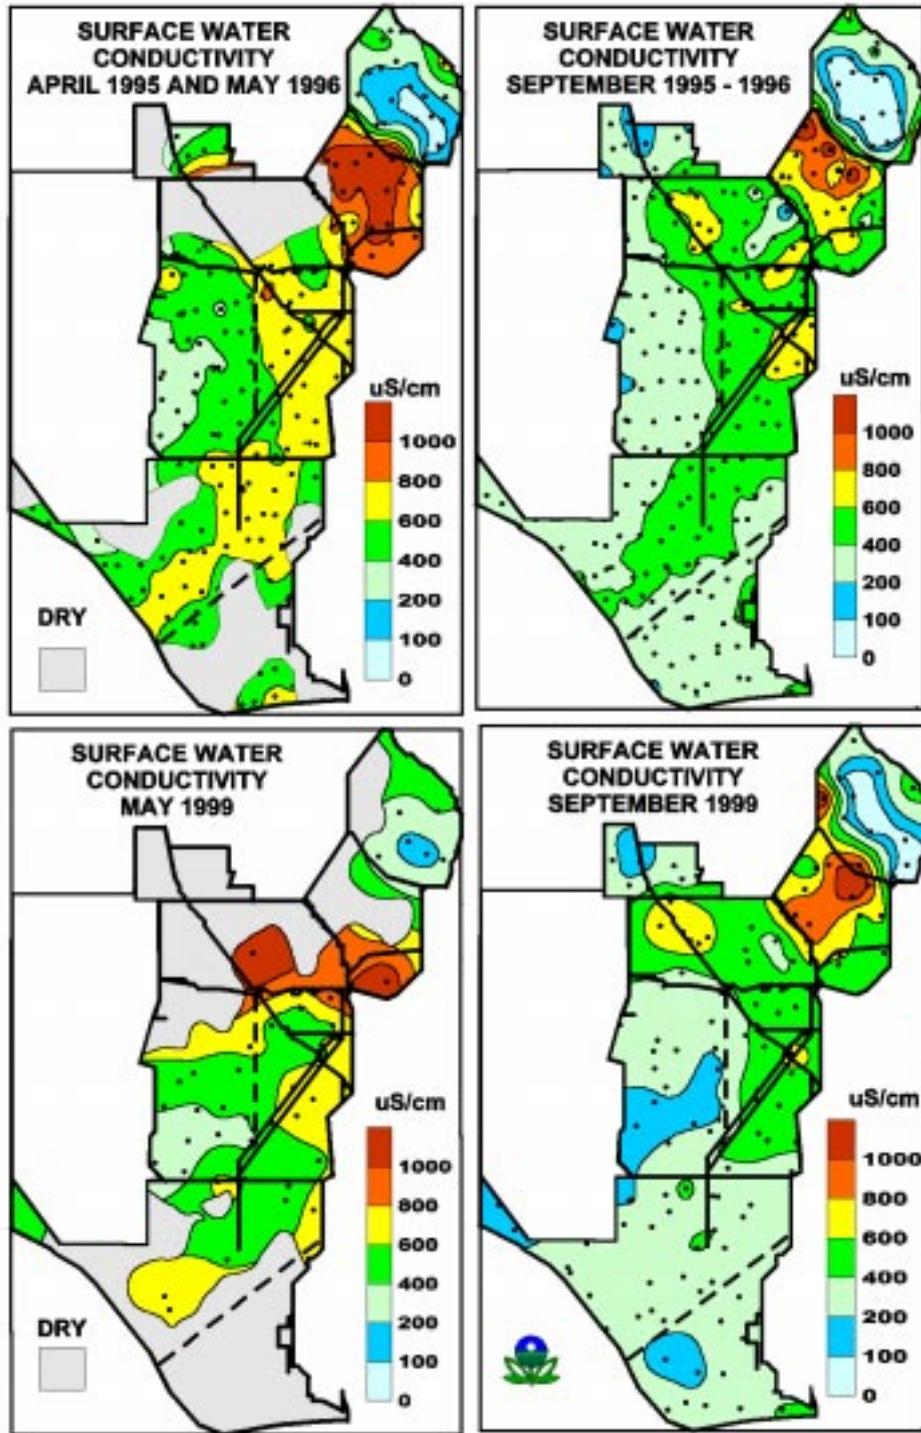 SURFACE WATER
CONDUCTIVITY
APRIL 1995 AND MAY 1996
uS/cm
1000
800
600
400
200
100
0
DRY
SURFACE WATER
CONDUCTIVITY
SEPTEMBER 1995 - 1996
uS/cm
1000
800
600
400
200
100
0
SURFACE WATER
CONDUCTIVITY
MAY 1999
uS/cm
1000
800
600
400
200
100
0
DRY
SURFACE WATER
CONDUCTIVITY
SEPTEMBER 1999
uS/cm
1000
800
600
400
200
100
0